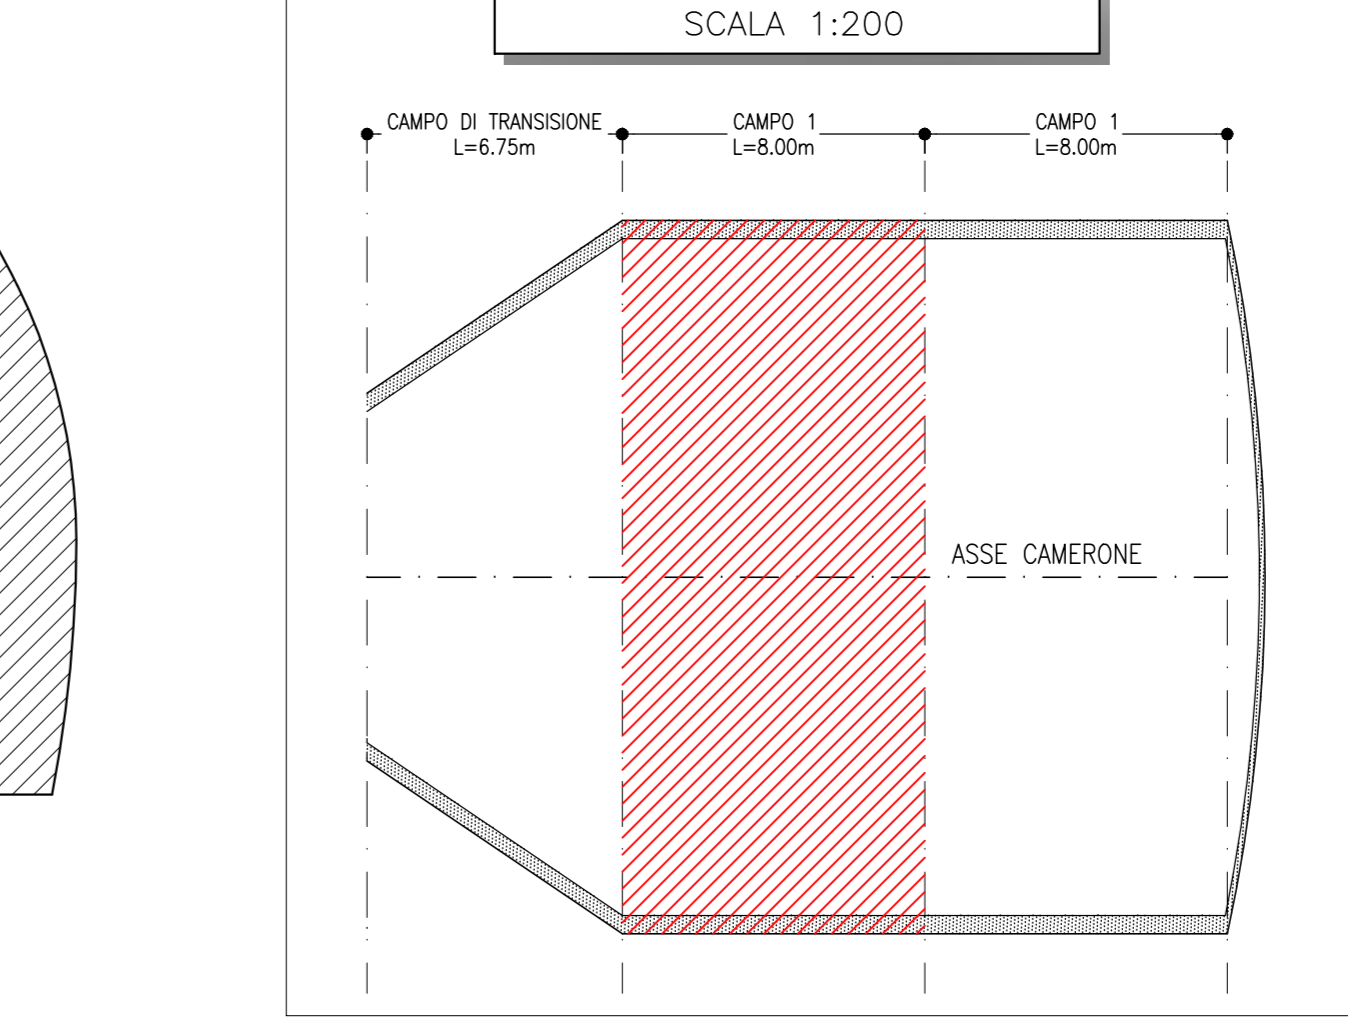 SCALA 1:200
CAMPO DI TRANSISIONE
L=6.75m
CAMPO 1
L=8.00m
CAMPO 1
L=8.00m
ASSE CAMERONE